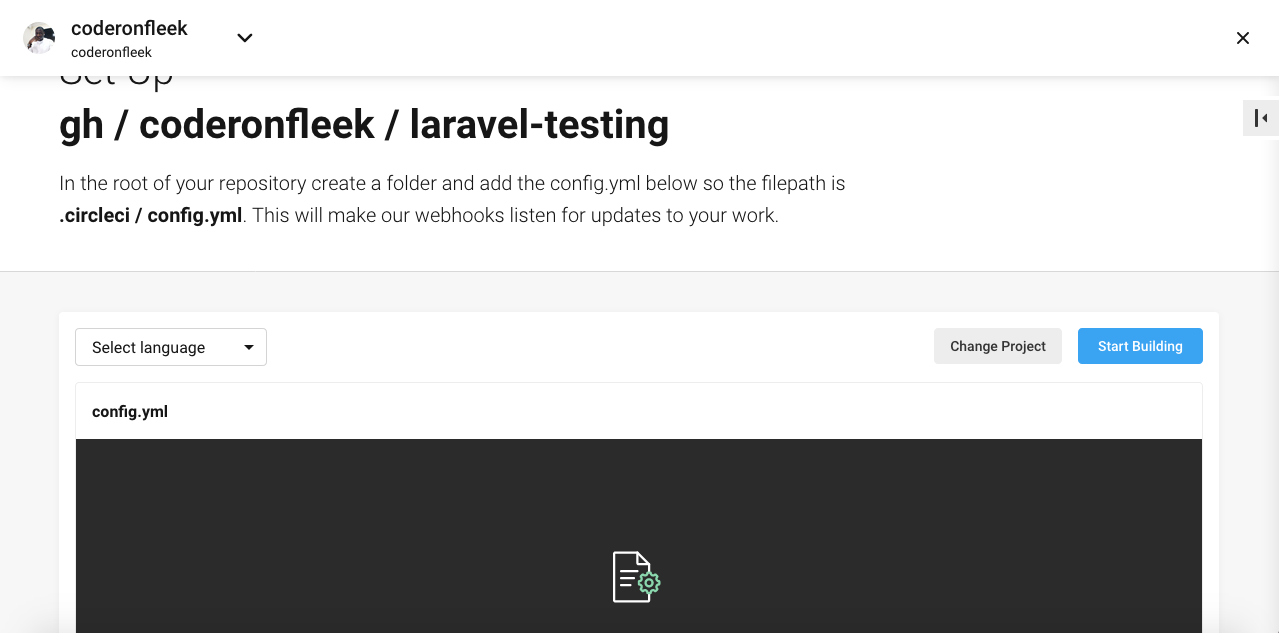 coderonfleek
coderonfleek
Set Up
gh / coderonfleek / laravel-testing
In the root of your repository create a folder and add the config.yml below so the filepath is
.circleci / config.yml. This will make our webhooks listen for updates to your work.
Select language
Change Project
Start Building
config.yml